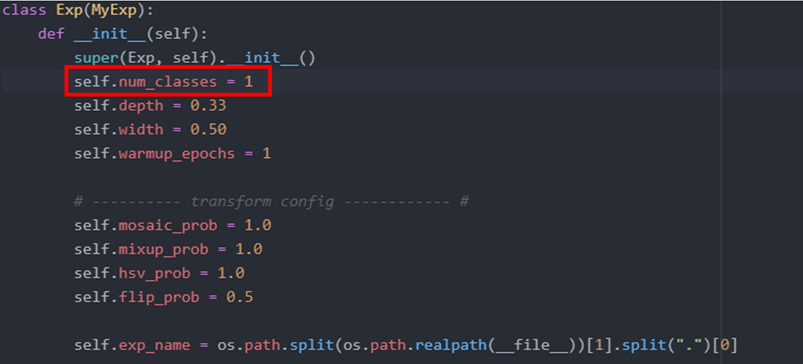 class Exp(MyExp):
    def __init__(self):
        super(Exp, self).__init__()
        self.num_classes = 1
        self.depth = 0.33
        self.width = 0.50
        self.warmup_epochs = 1
        # ---------- transform config ------------ #
        self.mosaic_prob = 1.0
        self.mixup_prob = 1.0
        self.hsv_prob = 1.0
        self.flip_prob = 0.5
        self.exp_name = os.path.split(os.path.realpath(__file__))[1].split(".")[0]